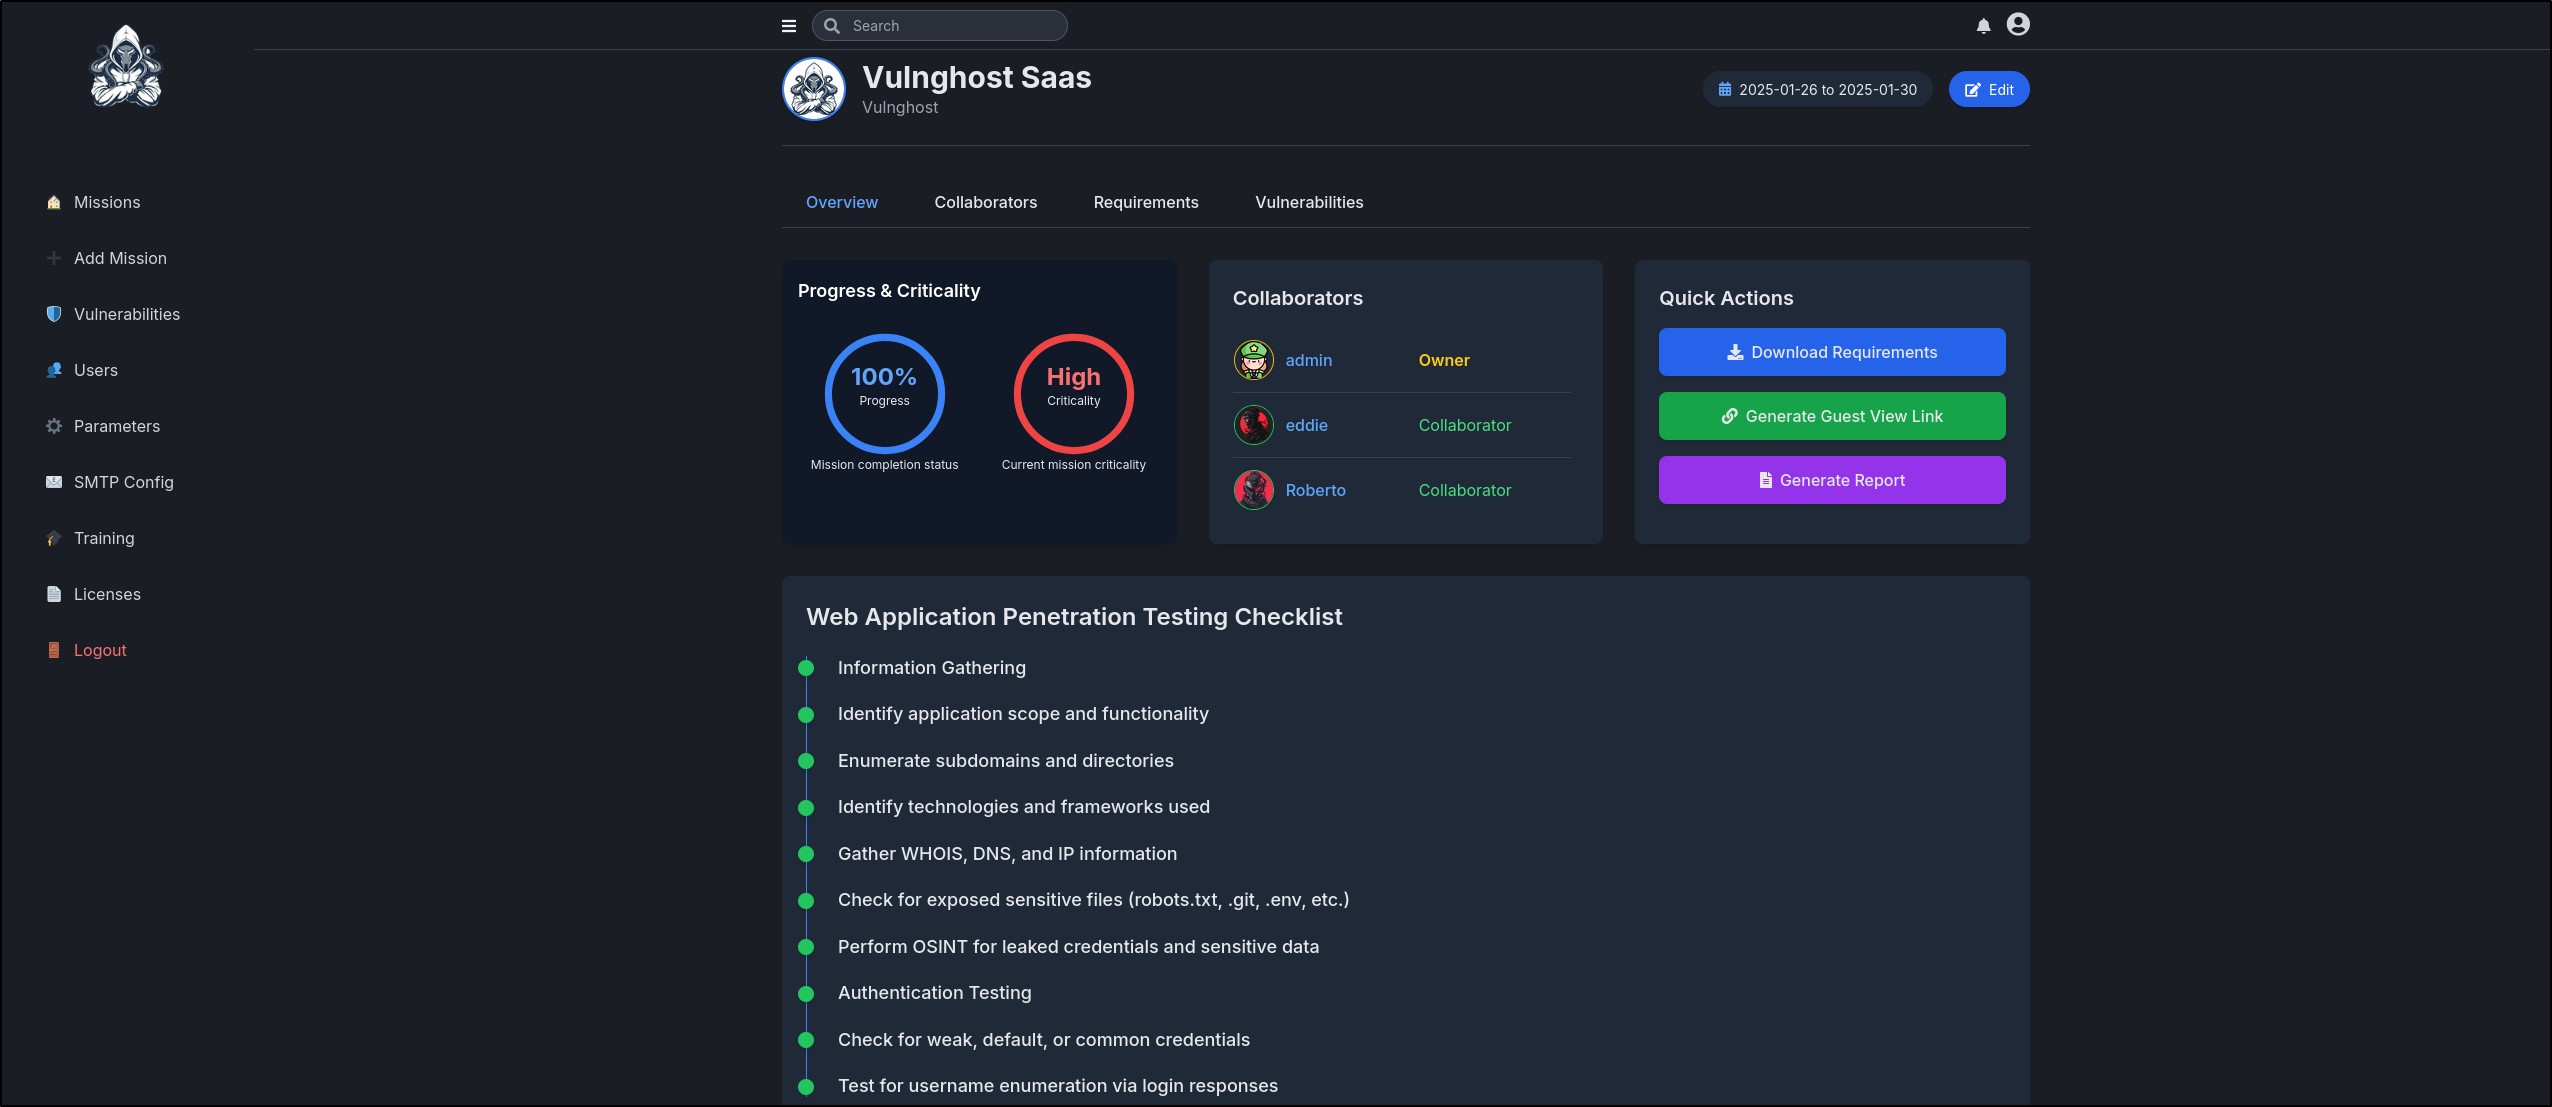 Search
Vulnghost Saas
Vulnghost
2025-01-26 to 2025-01-30
Edit
Missions
Add Mission
Vulnerabilities
Users
Parameters
SMTP Config
Training
Licenses
Logout
Overview
Collaborators
Requirements
Vulnerabilities
Progress & Criticality
100%
Progress
Mission completion status
High
Criticality
Current mission criticality
Collaborators
admin Owner
eddie Collaborator
Roberto Collaborator
Quick Actions
Download Requirements
Generate Guest View Link
Generate Report
Web Application Penetration Testing Checklist
Information Gathering
Identify application scope and functionality
Enumerate subdomains and directories
Identify technologies and frameworks used
Gather WHOIS, DNS, and IP information
Check for exposed sensitive files (robots.txt, .git, .env, etc.)
Perform OSINT for leaked credentials and sensitive data
Authentication Testing
Check for weak, default, or common credentials
Test for username enumeration via login responses